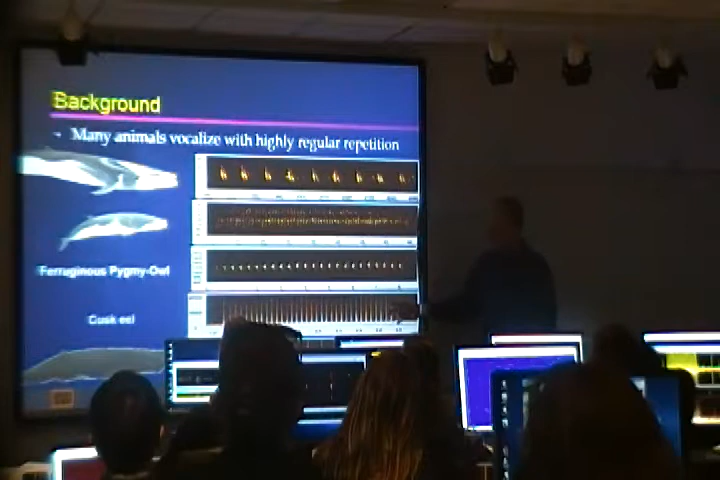 Background
- Many animals vocalize with highly regular repetition
Ferruginous Pygmy-Owl
Cusk eel